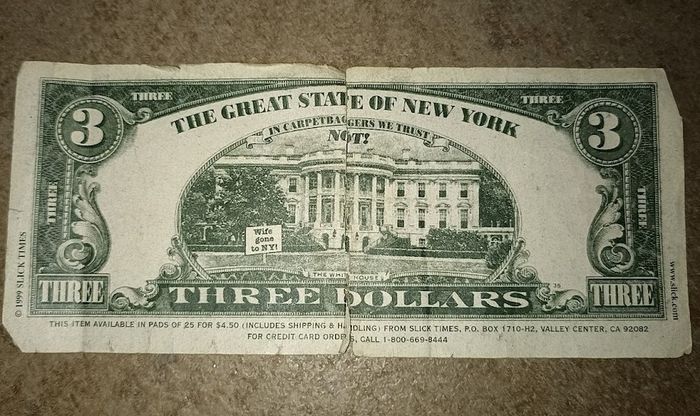 THREE THREE
3 THE GREAT STATE OF NEW YORK 3
IN CARPETBAGGERS WE TRUST
NOT!
THREE THREE
Wife
gone
to NY!
THE WHITE HOUSE
© 1999 SLICK TIMES
www.slick.com
THREE THREE DOLLARS THREE
THIS ITEM AVAILABLE IN PADS OF 25 FOR $4.50 (INCLUDES SHIPPING & HANDLING) FROM SLICK TIMES, P.O. BOX 1710-H2, VALLEY CENTER, CA 92082
FOR CREDIT CARD ORDERS, CALL 1-800-669-8444